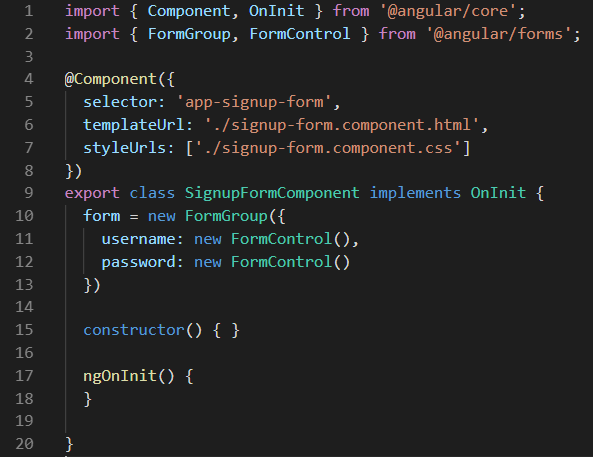 1 import { Component, OnInit } from '@angular/core';
2 import { FormGroup, FormControl } from '@angular/forms';
3
4 @Component({
5   selector: 'app-signup-form',
6   templateUrl: './signup-form.component.html',
7   styleUrls: ['./signup-form.component.css']
8 })
9 export class SignupFormComponent implements OnInit {
10   form = new FormGroup({
11     username: new FormControl(),
12     password: new FormControl()
13   })
14
15   constructor() { }
16
17   ngOnInit() {
18   }
19
20 }